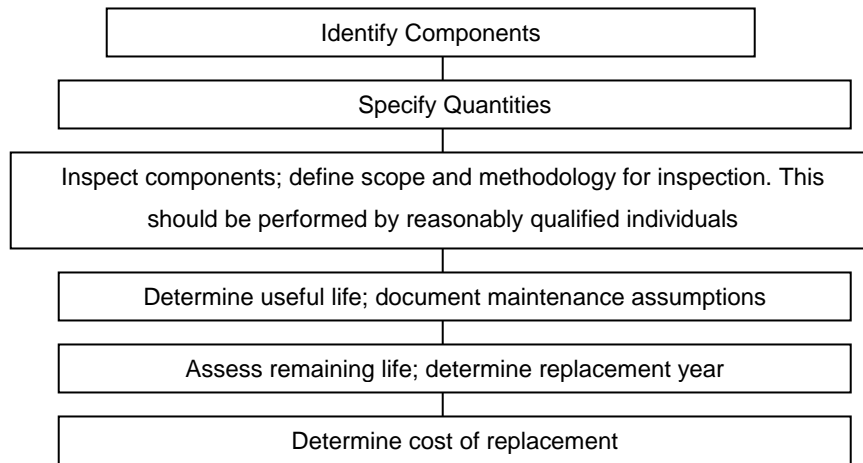 Identify Components
Specify Quantities
Inspect components; define scope and methodology for inspection. This
should be performed by reasonably qualified individuals
Determine useful life; document maintenance assumptions
Assess remaining life; determine replacement year
Determine cost of replacement